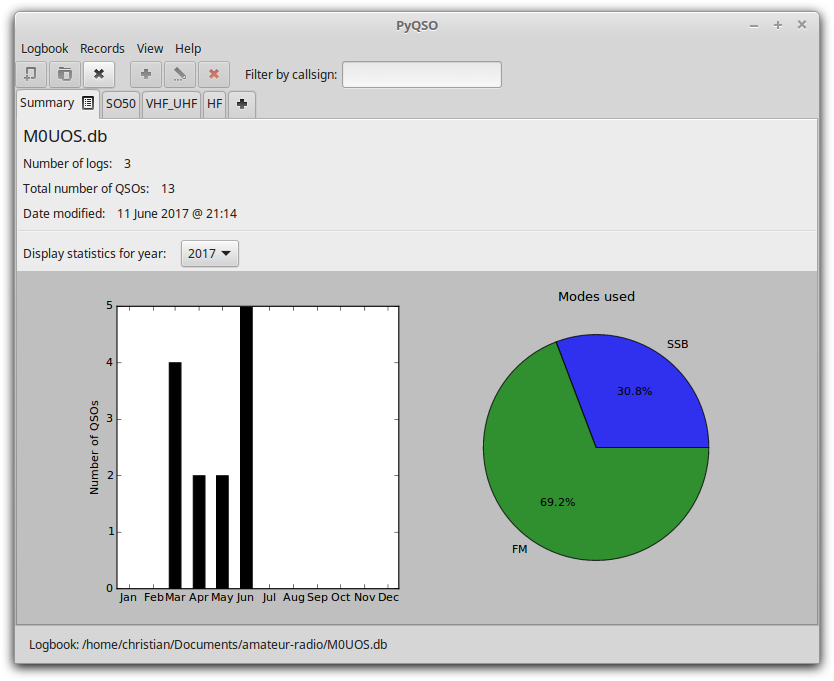 PyQSO
Logbook Records View Help
Filter by callsign:
Summary SO50 VHF_UHF HF
M0UOS.db
Number of logs: 3
Total number of QSOs: 13
Date modified: 11 June 2017 @ 21:14
Display statistics for year: 2017
Number of QSOs
5
4
3
2
1
0
Jan Feb Mar Apr May Jun Jul Aug Sep Oct Nov Dec
Modes used
SSB
30.8%
69.2%
FM
Logbook: /home/christian/Documents/amateur-radio/M0UOS.db